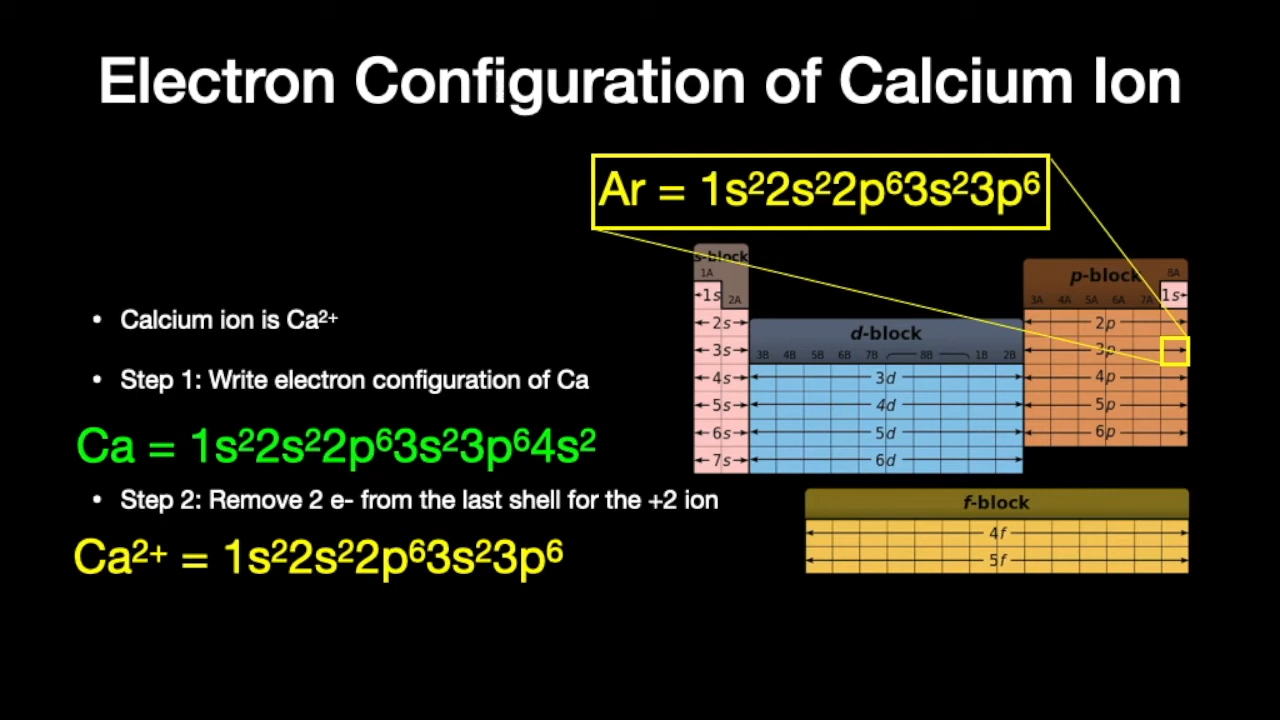 Electron Configuration of Calcium Ion
Ar = 1s²2s²2p⁶3s²3p⁶
• Calcium ion is Ca²⁺
• Step 1: Write electron configuration of Ca
Ca = 1s²2s²2p⁶3s²3p⁶4s²
• Step 2: Remove 2 e- from the last shell for the +2 ion
Ca²⁺ = 1s²2s²2p⁶3s²3p⁶
s-block
1A
1s 2A
2s
3s
4s
5s
6s
7s
d-block
3B 4B 5B 6B 7B 8B 1B 2B
3d
4d
5d
6d
p-block 8A
3A 4A 5A 6A 7A 1s
2p
3p
4p
5p
6p
f-block
4f
5f